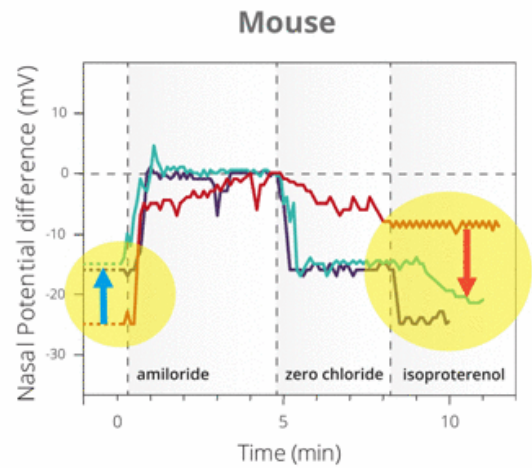 Mouse
Nasal Potential difference (mV)
10
0
-10
-20
-30
amiloride
zero chloride
isoproterenol
0
5
10
Time (min)